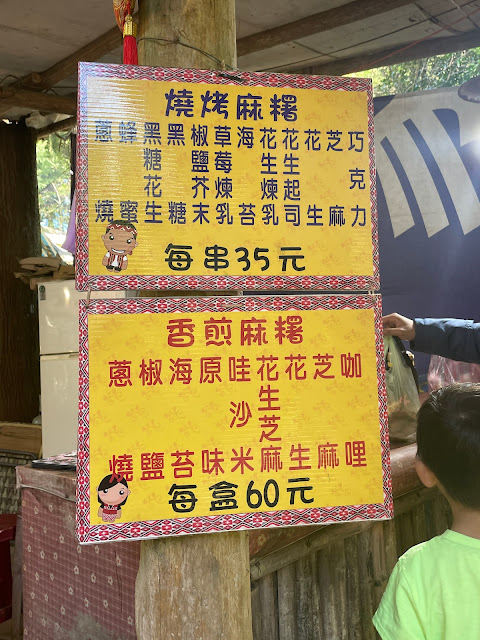 燒烤麻糬
巧克力
芝麻
花生
花生起司
花生煉乳
海苔
草莓煉乳
椒鹽芥末
黑糖
黑糖花生
蜂蜜
蔥燒
每串35元
香煎麻糬
咖哩
芝麻
花生
花生芝麻
哇沙米
原味
海苔
椒鹽
蔥燒
每盒60元